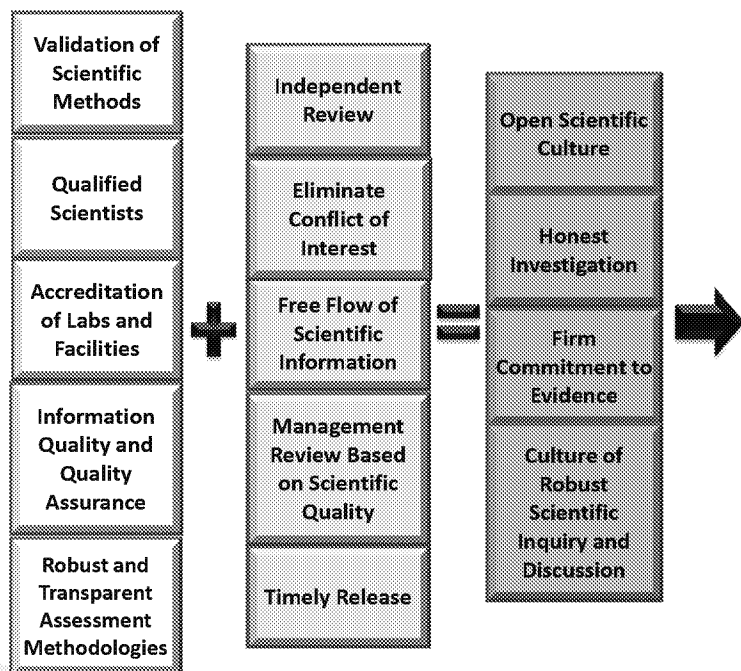 Validation of
Scientific
Methods
Qualified
Scientists
Accreditation
of Labs and
Facilities
Information
Quality and
Quality
Assurance
Robust and
Transparent
Assessment
Methodologies
+
Independent
Review
Eliminate
Conflict of
Interest
Free Flow of
Scientific
Information
Management
Review Based
on Scientific
Quality
Timely Release
=
Open Scientific
Culture
Honest
Investigation
Firm
Commitment to
Evidence
Culture of
Robust
Scientific
Inquiry and
Discussion